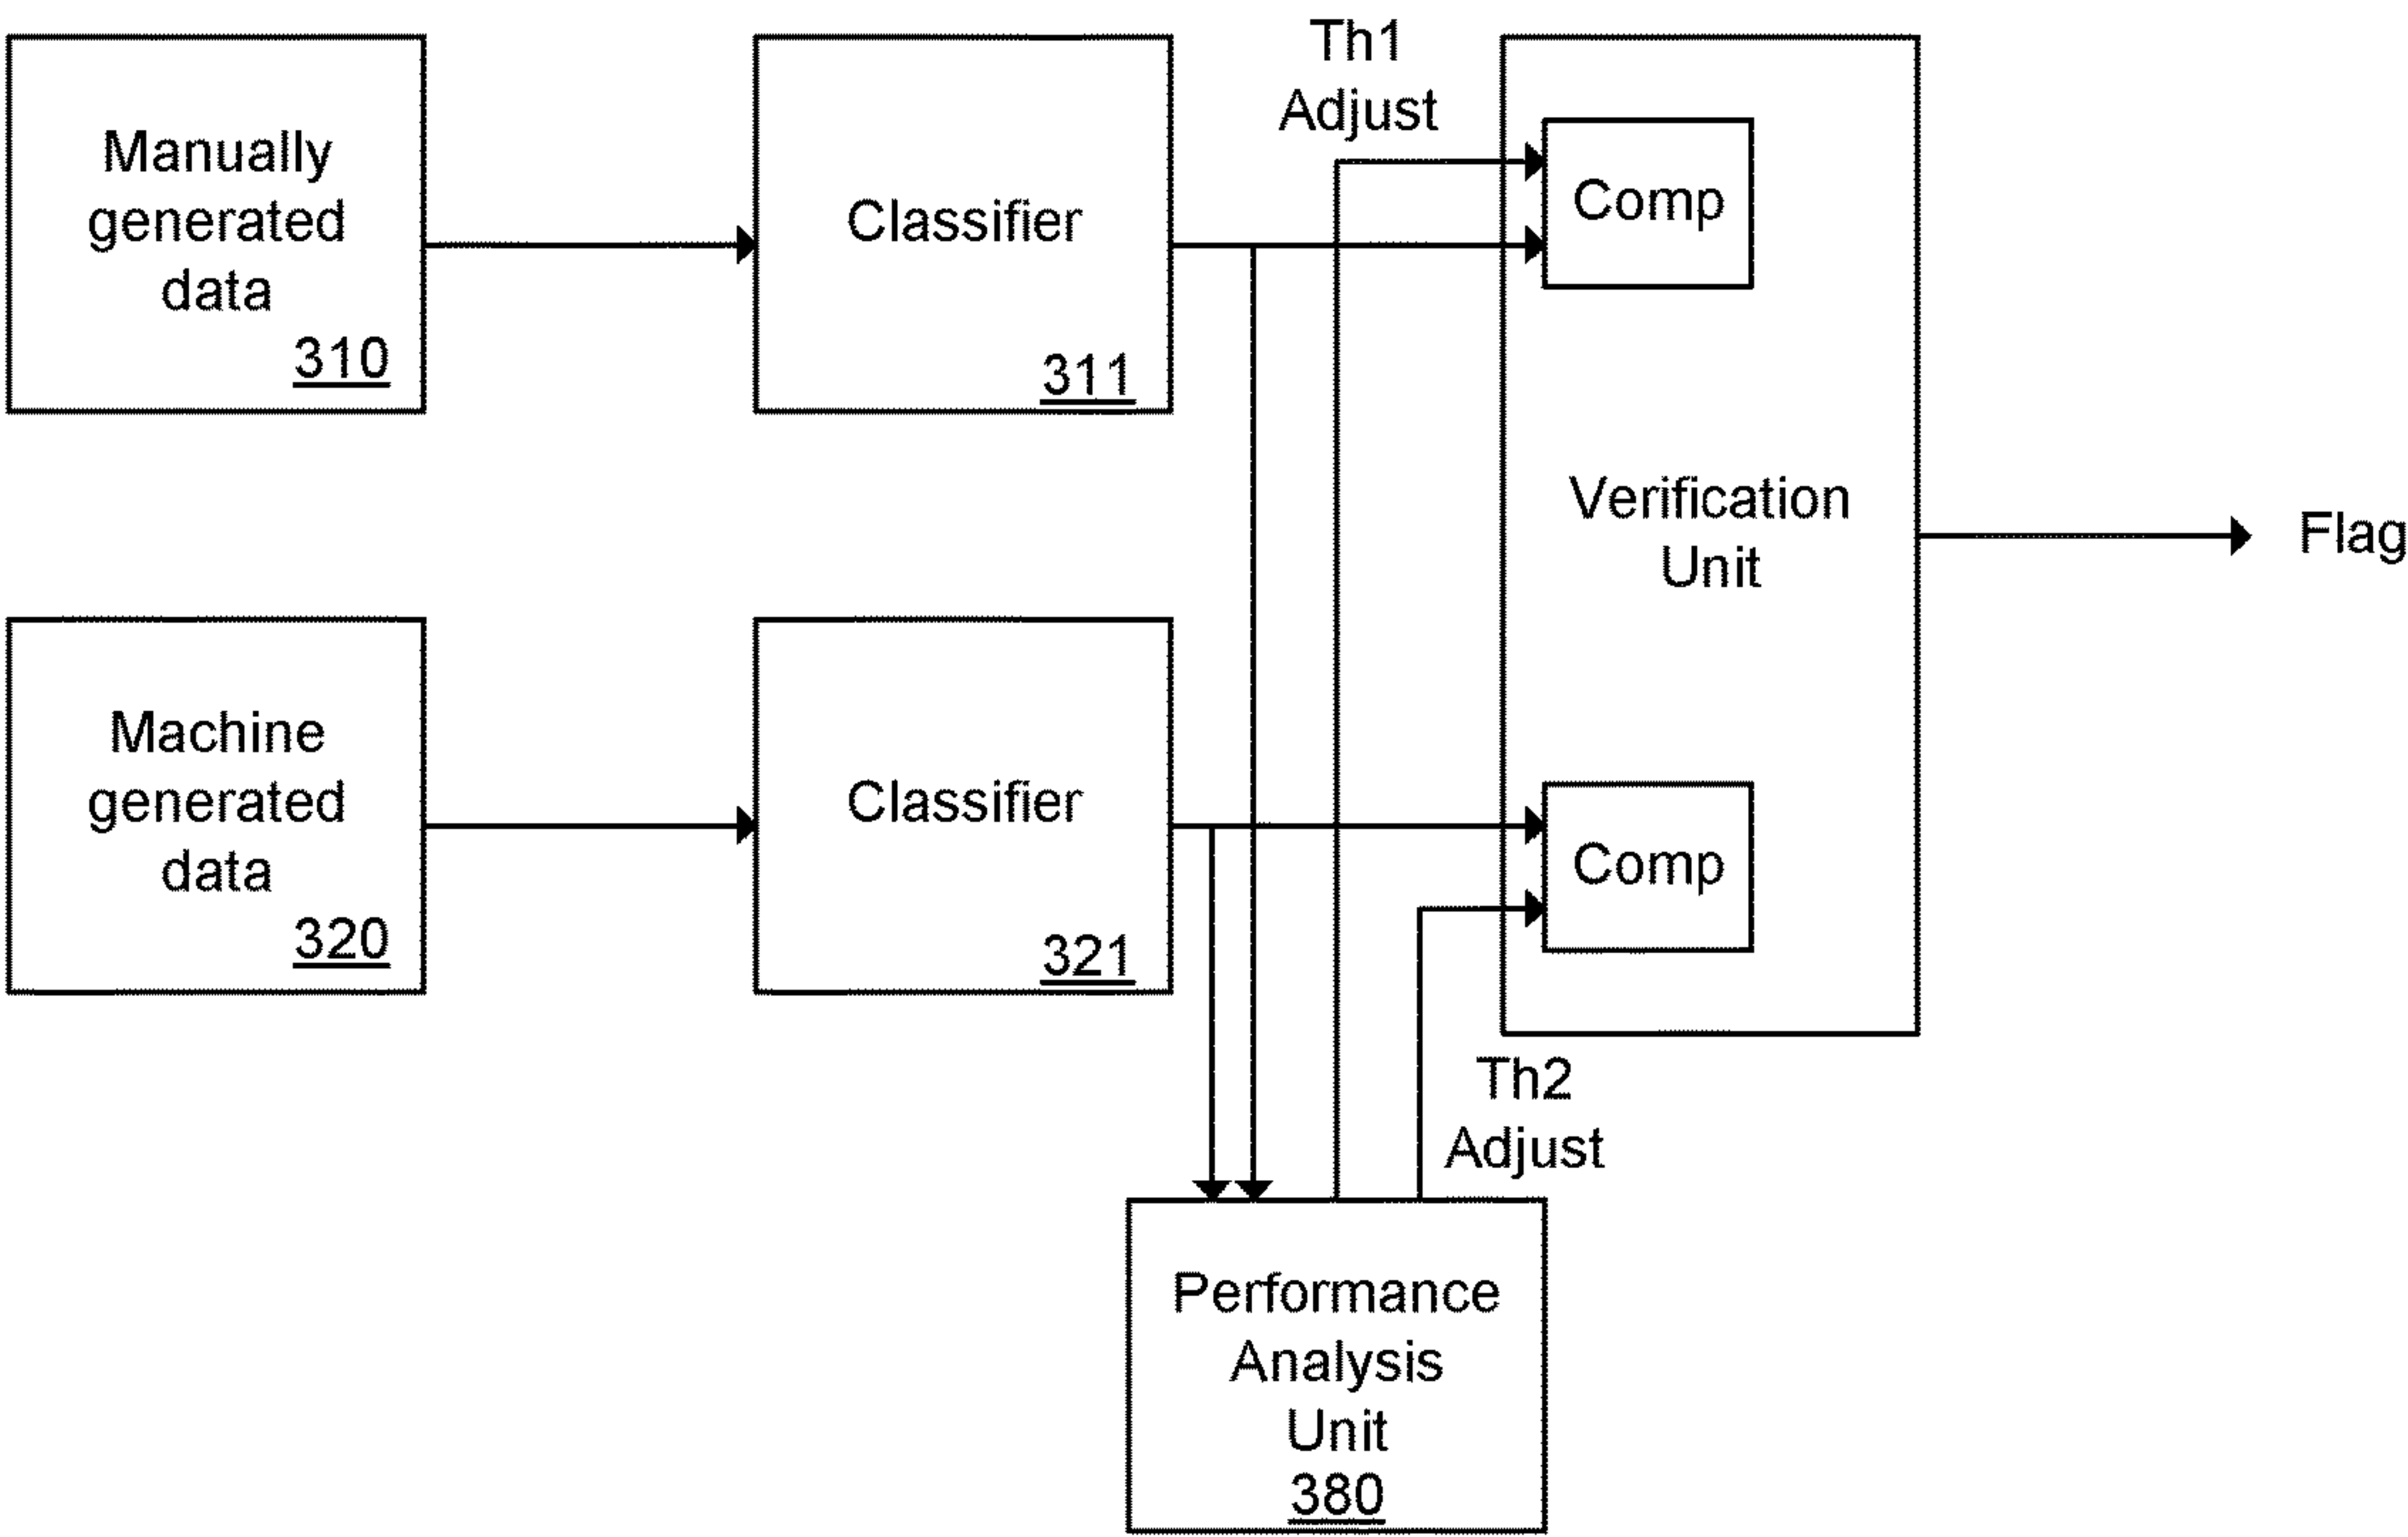 Manually
generated
data
310
Classifier
311
Th1
Adjust
Comp
Verification
Unit
Flag
Machine
generated
data
320
Classifier
321
Comp
Th2
Adjust
Performance
Analysis
Unit
380